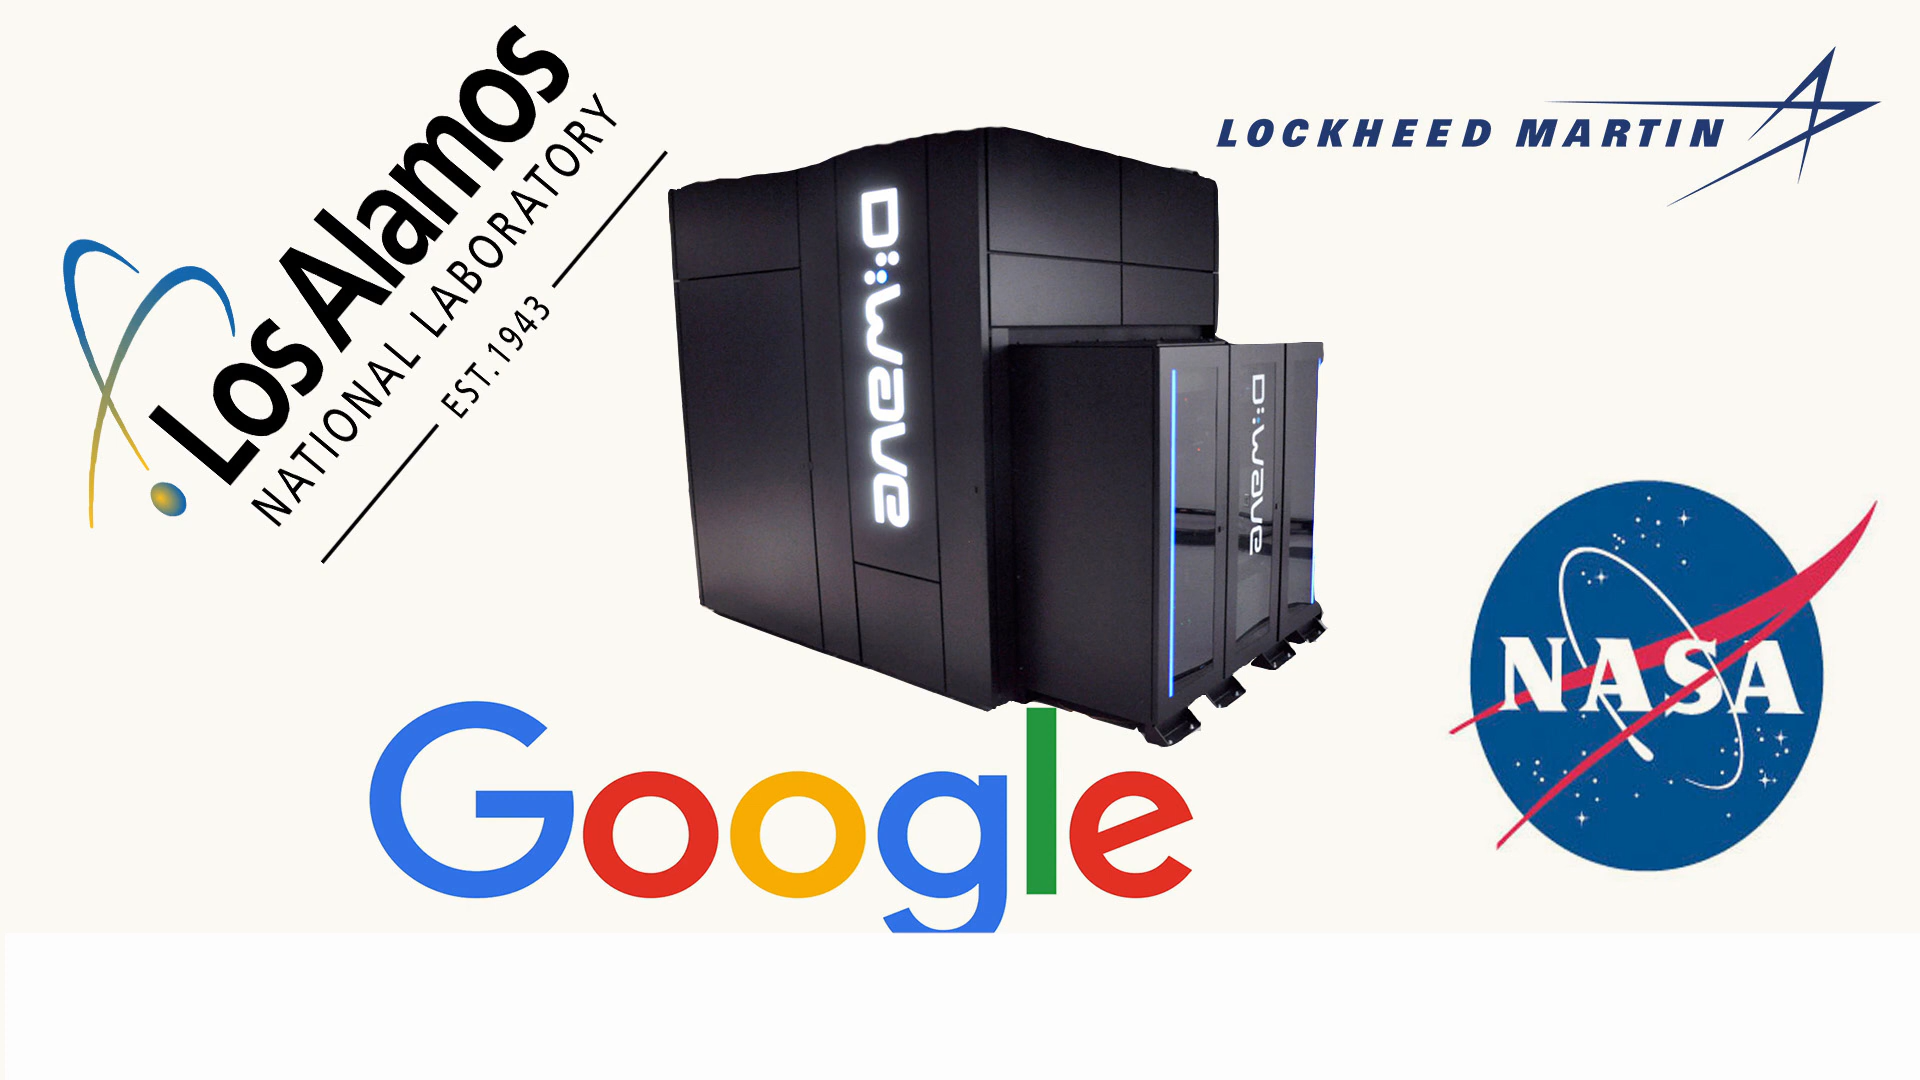 Los Alamos
NATIONAL LABORATORY
EST. 1943
LOCKHEED MARTIN
D:wave
D:wave
NASA
Google